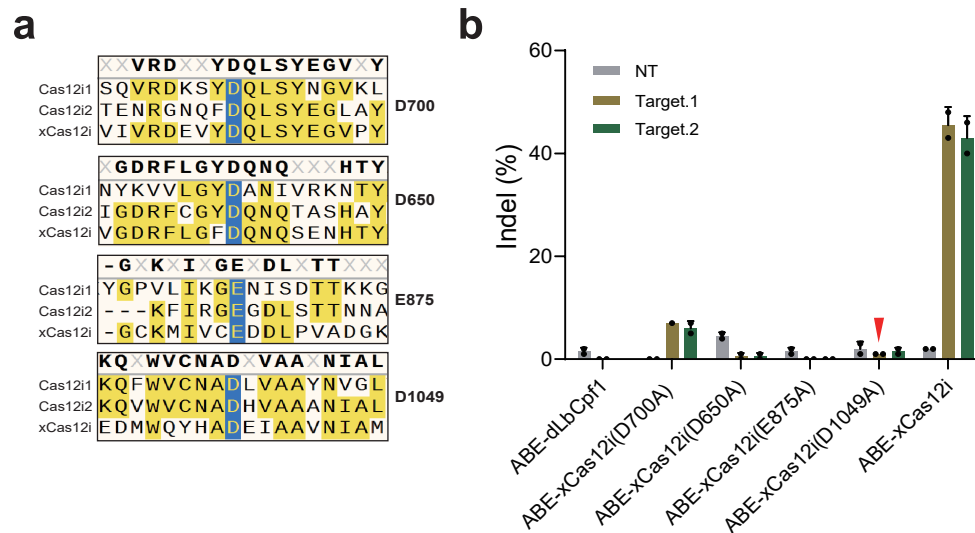 a
XXVRDXXYDQLSYEGVXY
Cas12i1 SQVRDKSYDQLSYNGVKL
Cas12i2 TENRGNQFDQLSYEGLAY
xCas12i VIVRDEVYDQLSYEGVPY
D700
XGDRFLGYDQNQXXXHTY
Cas12i1 NYKVVLGYDANIVRKNTY
Cas12i2 IGDRFCGYDQNQTASHAY
xCas12i VGDRFLGFDQNQSENHTY
D650
-GXKXIXGEXDLXTTXXX
Cas12i1 YGPVLIKGENISDTTKKG
Cas12i2 ---KFIRGEGDLSTTNNA
xCas12i -GCKMIVCEDDLPVADGK
E875
KQXWVCNADXVAAXNIAL
Cas12i1 KQFWVCNADLVAAYNVGL
Cas12i2 KQVWVCNADHVAAANIAL
xCas12i EDMWQYHADEIAAVNIAM
D1049
b
60
40
20
0
Indel (%)
NT
Target.1
Target.2
ABE-dLbCpf1
ABE-xCas12i(D700A)
ABE-xCas12i(D650A)
ABE-xCas12i(E875A)
ABE-xCas12i(D1049A)
ABE-xCas12i